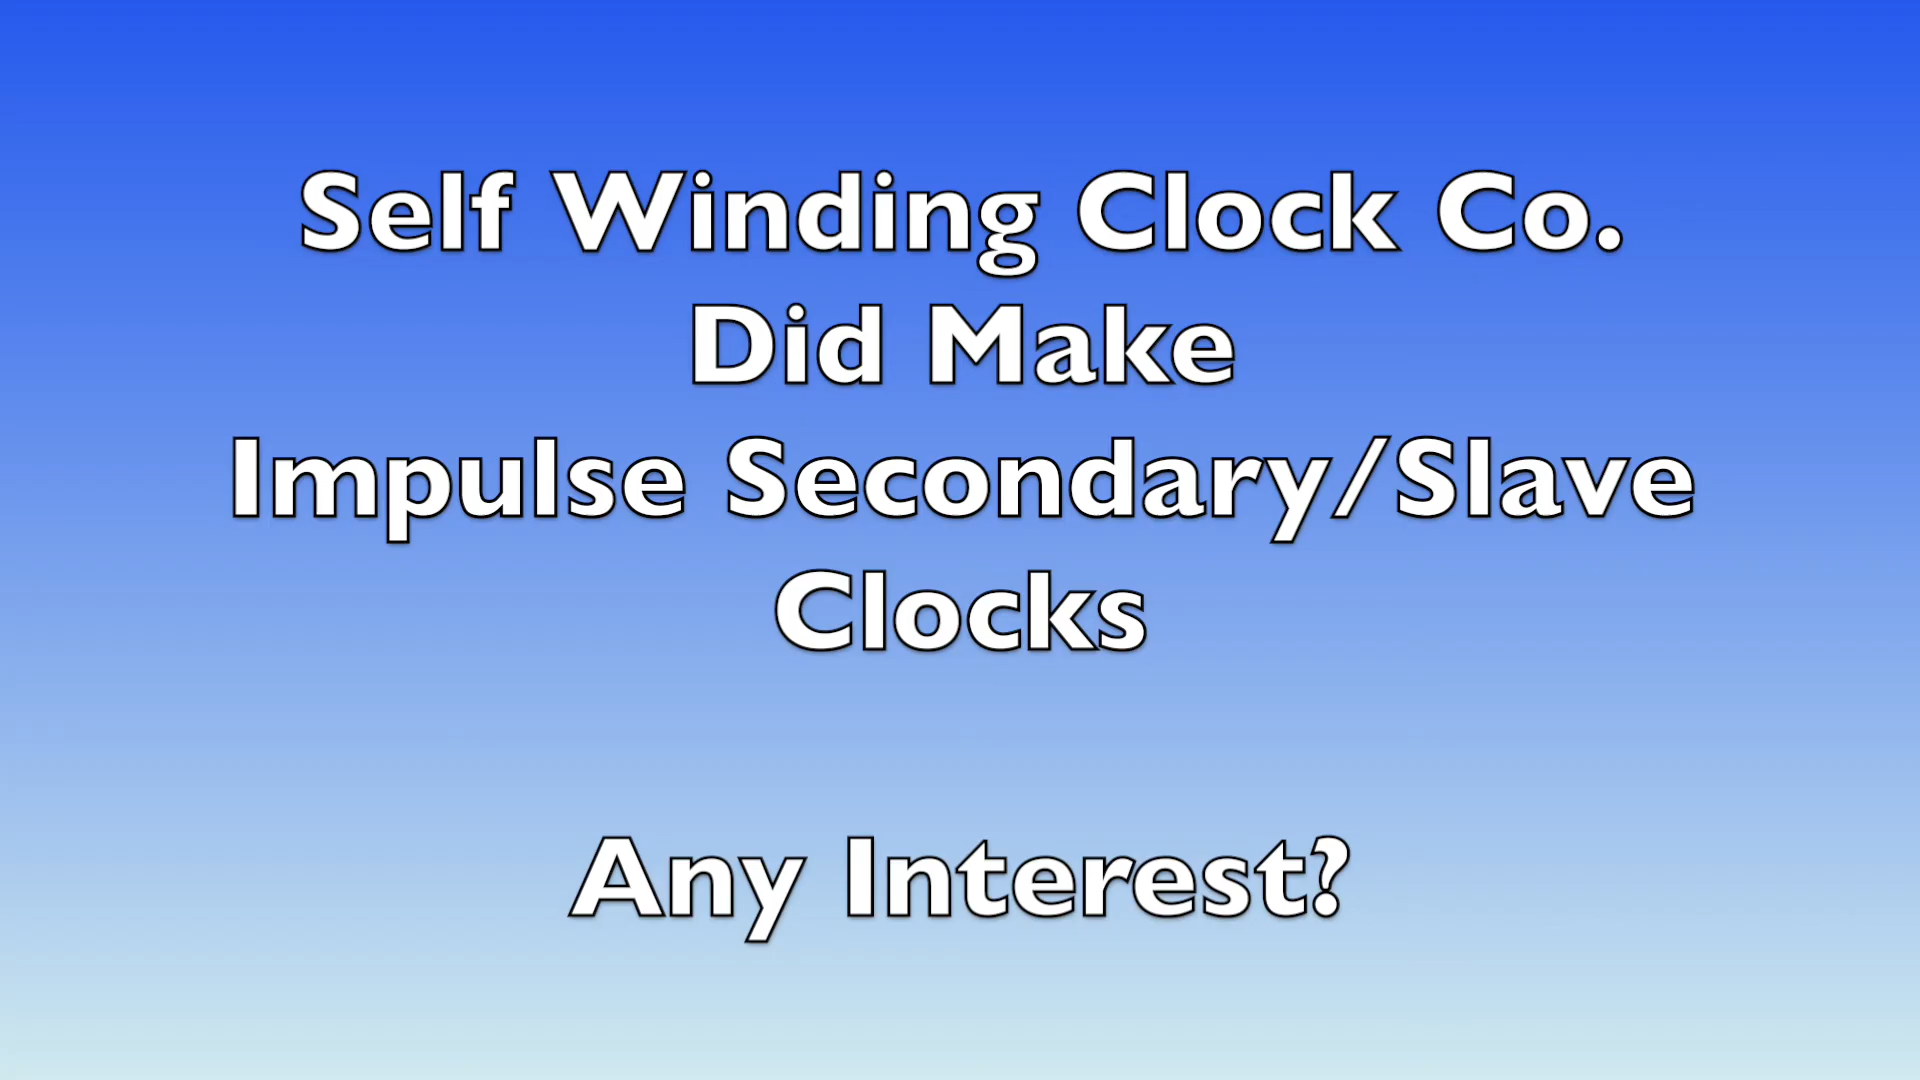 Self Winding Clock Co.
Did Make
Impulse Secondary/Slave
Clocks
Any Interest?